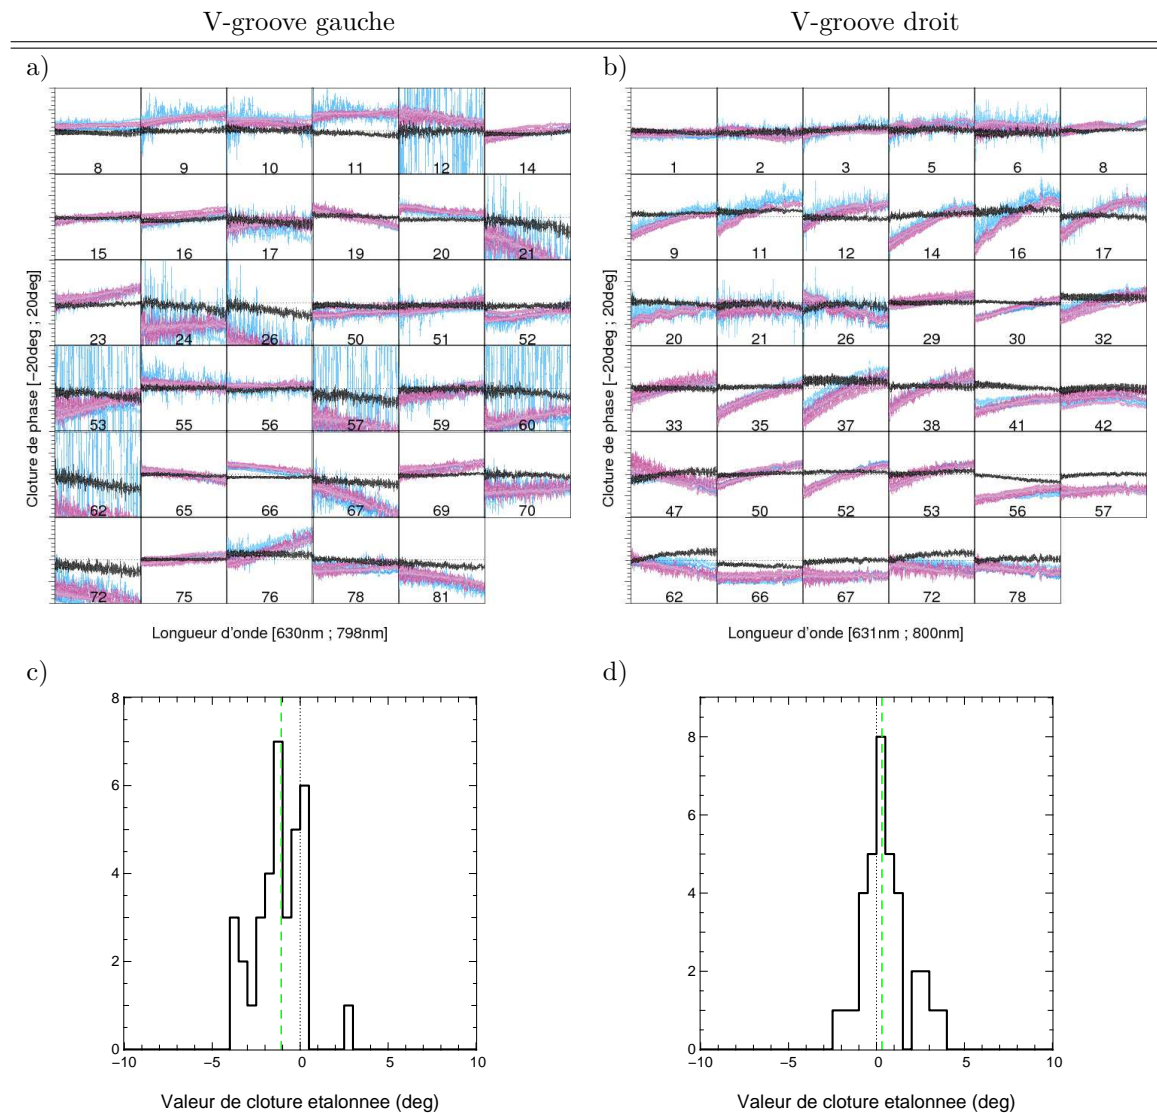 V-groove gauche V-groove droit
a) b)
8 9 10 11 12 14
15 16 17 19 20 21
23 24 26 50 51 52
53 55 56 57 59 60
62 65 66 67 69 70
72 75 76 78 81
Cloture de phase [−20deg ; 20deg]
Longueur d'onde [630nm ; 798nm]
1 2 3 5 6 8
9 11 12 14 16 17
20 21 26 29 30 32
33 35 37 38 41 42
47 50 52 53 56 57
62 66 67 72 78
Cloture de phase [−20deg ; 20deg]
Longueur d'onde [631nm ; 800nm]
c) d)
8
6
4
2
0
−10 −5 0 5 10
Valeur de cloture etalonnee (deg)
8
6
4
2
0
−10 −5 0 5 10
Valeur de cloture etalonnee (deg)